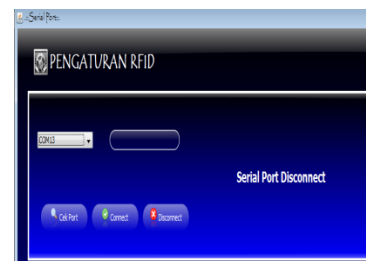 ::Serial Port::.
PENGATURAN RFID
COM13
Serial Port Disconnect
Cek Port
Connect
Disconnect